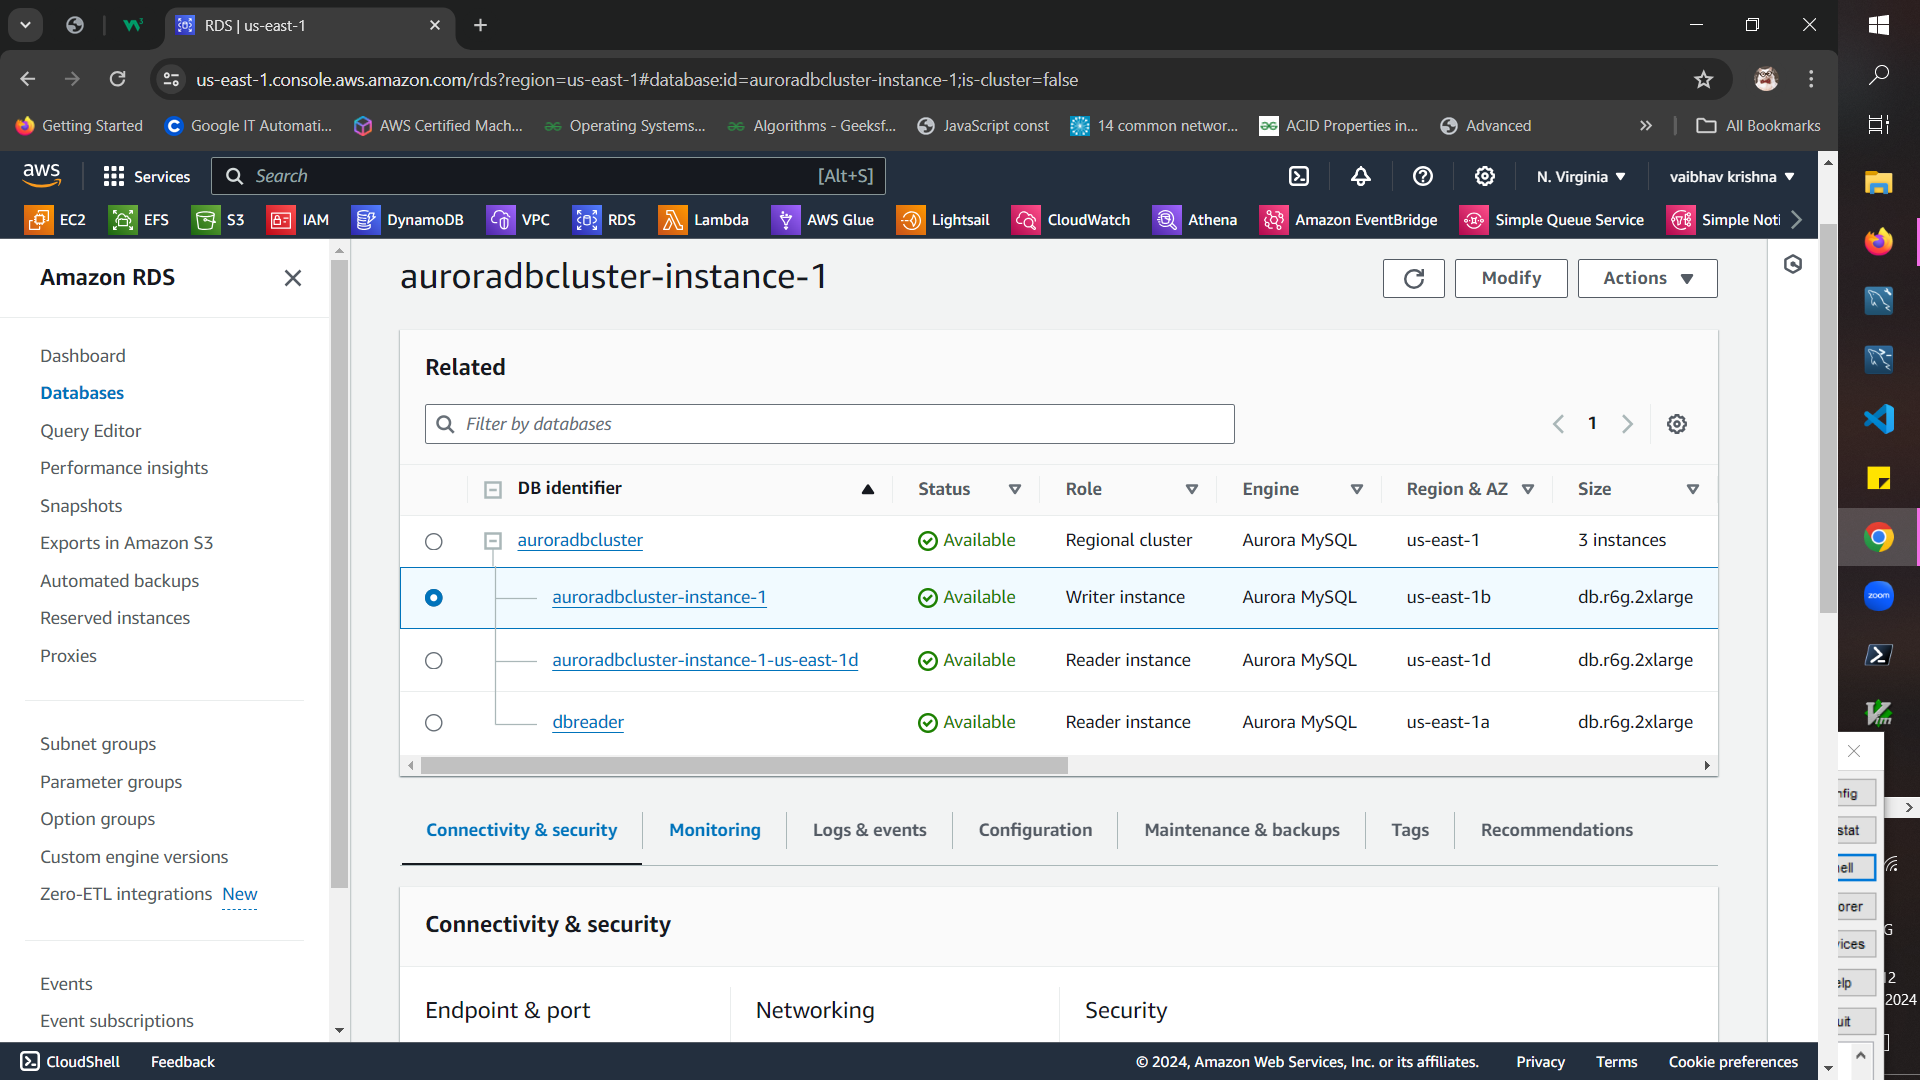 RDS | us-east-1
us-east-1.console.aws.amazon.com/rds?region=us-east-1#database:id=auroradbcluster-instance-1;is-cluster=false
Getting Started
Google IT Automati...
AWS Certified Mach...
Operating Systems...
Algorithms - Geeksf...
JavaScript const
14 common networ...
ACID Properties in...
Advanced
All Bookmarks
aws
Services
Search
[Alt+S]
N. Virginia
vaibhav krishna
EC2
EFS
S3
IAM
DynamoDB
VPC
RDS
Lambda
AWS Glue
Lightsail
CloudWatch
Athena
Amazon EventBridge
Simple Queue Service
Simple Noti
Amazon RDS
Dashboard
Databases
Query Editor
Performance insights
Snapshots
Exports in Amazon S3
Automated backups
Reserved instances
Proxies
Subnet groups
Parameter groups
Option groups
Custom engine versions
Zero-ETL integrations New
Events
Event subscriptions
auroradbcluster-instance-1
Modify
Actions
Related
Filter by databases
1
DB identifier Status Role Engine Region & AZ Size
auroradbcluster Available Regional cluster Aurora MySQL us-east-1 3 instances
auroradbcluster-instance-1 Available Writer instance Aurora MySQL us-east-1b db.r6g.2xlarge
auroradbcluster-instance-1-us-east-1d Available Reader instance Aurora MySQL us-east-1d db.r6g.2xlarge
dbreader Available Reader instance Aurora MySQL us-east-1a db.r6g.2xlarge
Connectivity & security
Monitoring
Logs & events
Configuration
Maintenance & backups
Tags
Recommendations
Connectivity & security
Endpoint & port
Networking
Security
CloudShell
Feedback
© 2024, Amazon Web Services, Inc. or its affiliates.
Privacy
Terms
Cookie preferences
zoom
Vim
nfig
stat
ell
orer
G
ices
elp
12
2024
uit